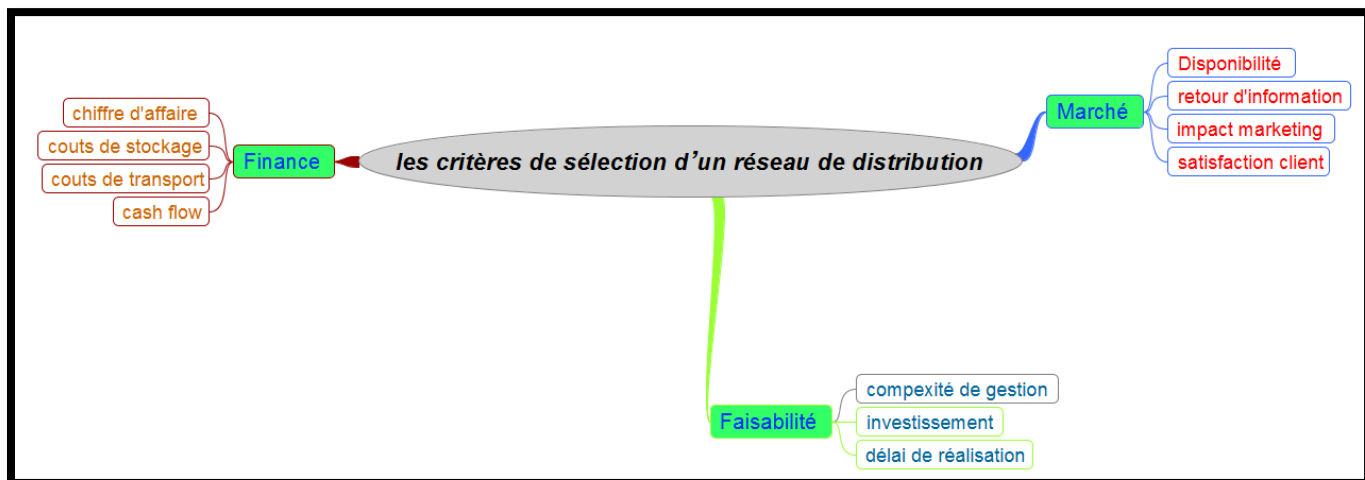 les critères de sélection d’un réseau de distribution
Finance
chiffre d'affaire
couts de stockage
couts de transport
cash flow
Marché
Disponibilité
retour d'information
impact marketing
satisfaction client
Faisabilité
compexité de gestion
investissement
délai de réalisation